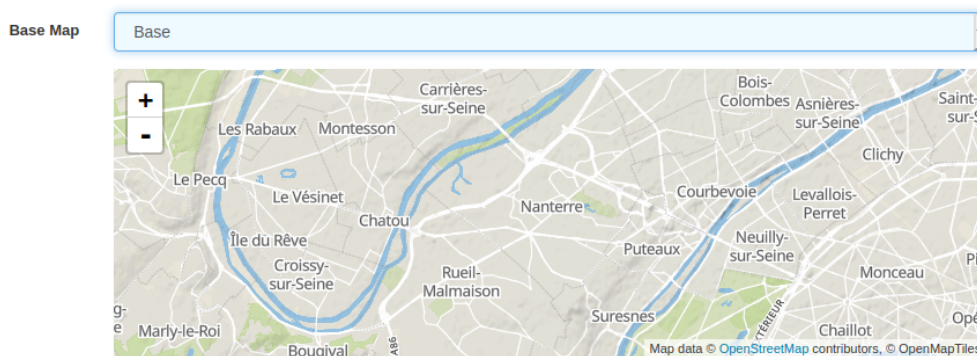 Base Map
Base
+
-
Carrières-
sur-Seine
Bois-
Colombes
Asnières-
sur-Seine
Saint-
Les Rabaux
Montesson
Clichy
Le Pecq
Le Vésinet
Chatou
Nanterre
Courbevoie
Levallois-
Perret
Île du Rêve
Croissy-
sur-Seine
Puteaux
Neuilly-
sur-Seine
Rueil-
Malmaison
Monceau
Suresnes
Marly-le-Roi
Bougival
A86
Chaillot
Map data © OpenStreetMap contributors, © OpenMapTiles